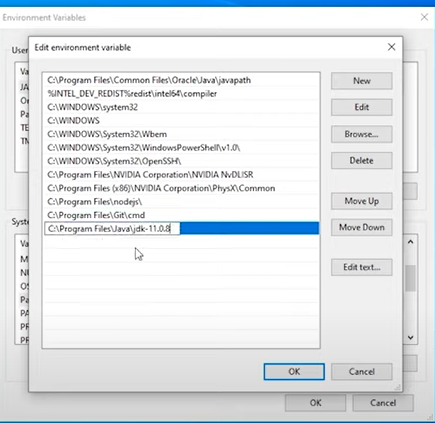 Environment Variables
User
Edit environment variable
Va
JA
On
Pa
TE
TM
C:\Program Files\Common Files\Oracle\Java\javapath
%INTEL_DEV_REDIST%redist\intel64\compiler
C:\WINDOWS\system32
C:\WINDOWS
C:\WINDOWS\System32\Wbem
C:\WINDOWS\System32\WindowsPowerShell\v1.0\
C:\WINDOWS\System32\OpenSSH\
C:\Program Files\NVIDIA Corporation\NVIDIA NvDLISR
C:\Program Files (x86)\NVIDIA Corporation\PhysX\Common
C:\Program Files\nodejs\
C:\Program Files\Git\cmd
C:\Program Files\Java\jdk-11.0.8
New
Edit
Browse...
Delete
Move Up
Move Down
Edit text...
Syste
Va
M
NU
OS
Pa
PA
PR
PR
OK
Cancel
OK
Cancel